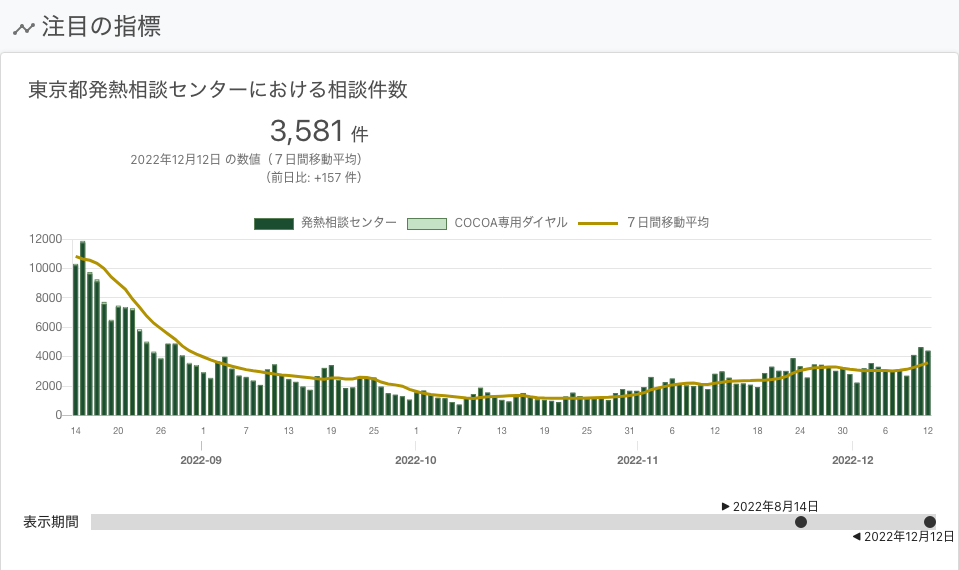 注目の指標
東京都発熱相談センターにおける相談件数
3,581 件
2022年12月12日 の数値（７日間移動平均）
（前日比: +157 件）
発熱相談センター COCOA専用ダイヤル ７日間移動平均
12000
10000
8000
6000
4000
2000
0
14 20 26 1 7 13 19 25 1 7 13 19 25 31 6 12 18 24 30 6 12
2022-09 2022-10 2022-11 2022-12
▶ 2022年8月14日
表示期間
◀ 2022年12月12日